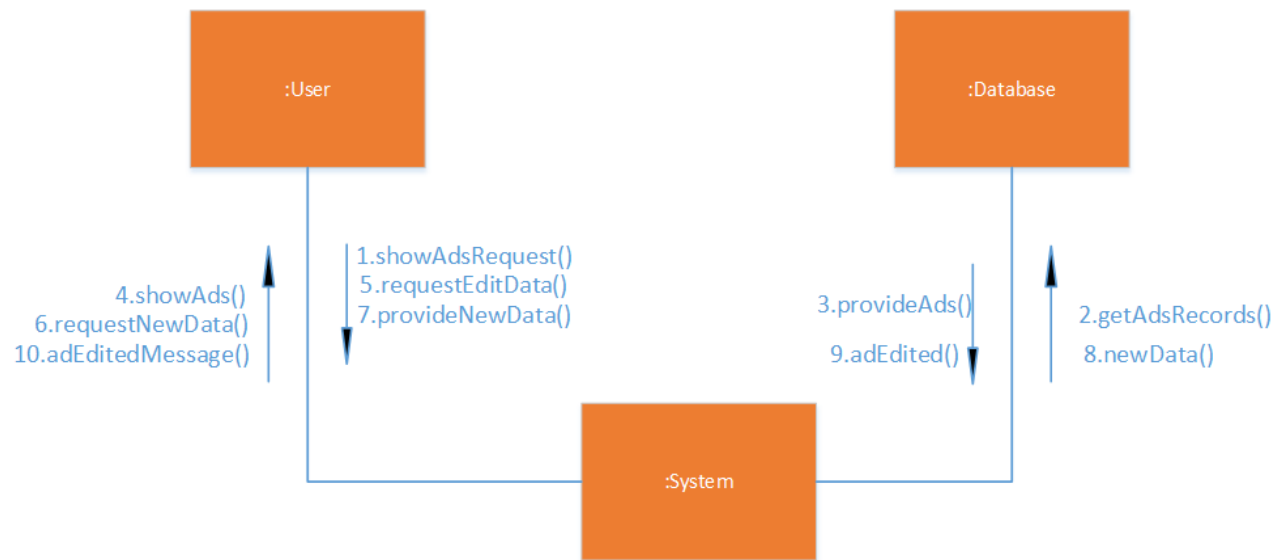 :User
:Database
1.showAdsRequest()
5.requestEditData()
7.provideNewData()
4.showAds()
6.requestNewData()
10.adEditedMessage()
3.provideAds()
9.adEdited()
2.getAdsRecords()
8.newData()
:System